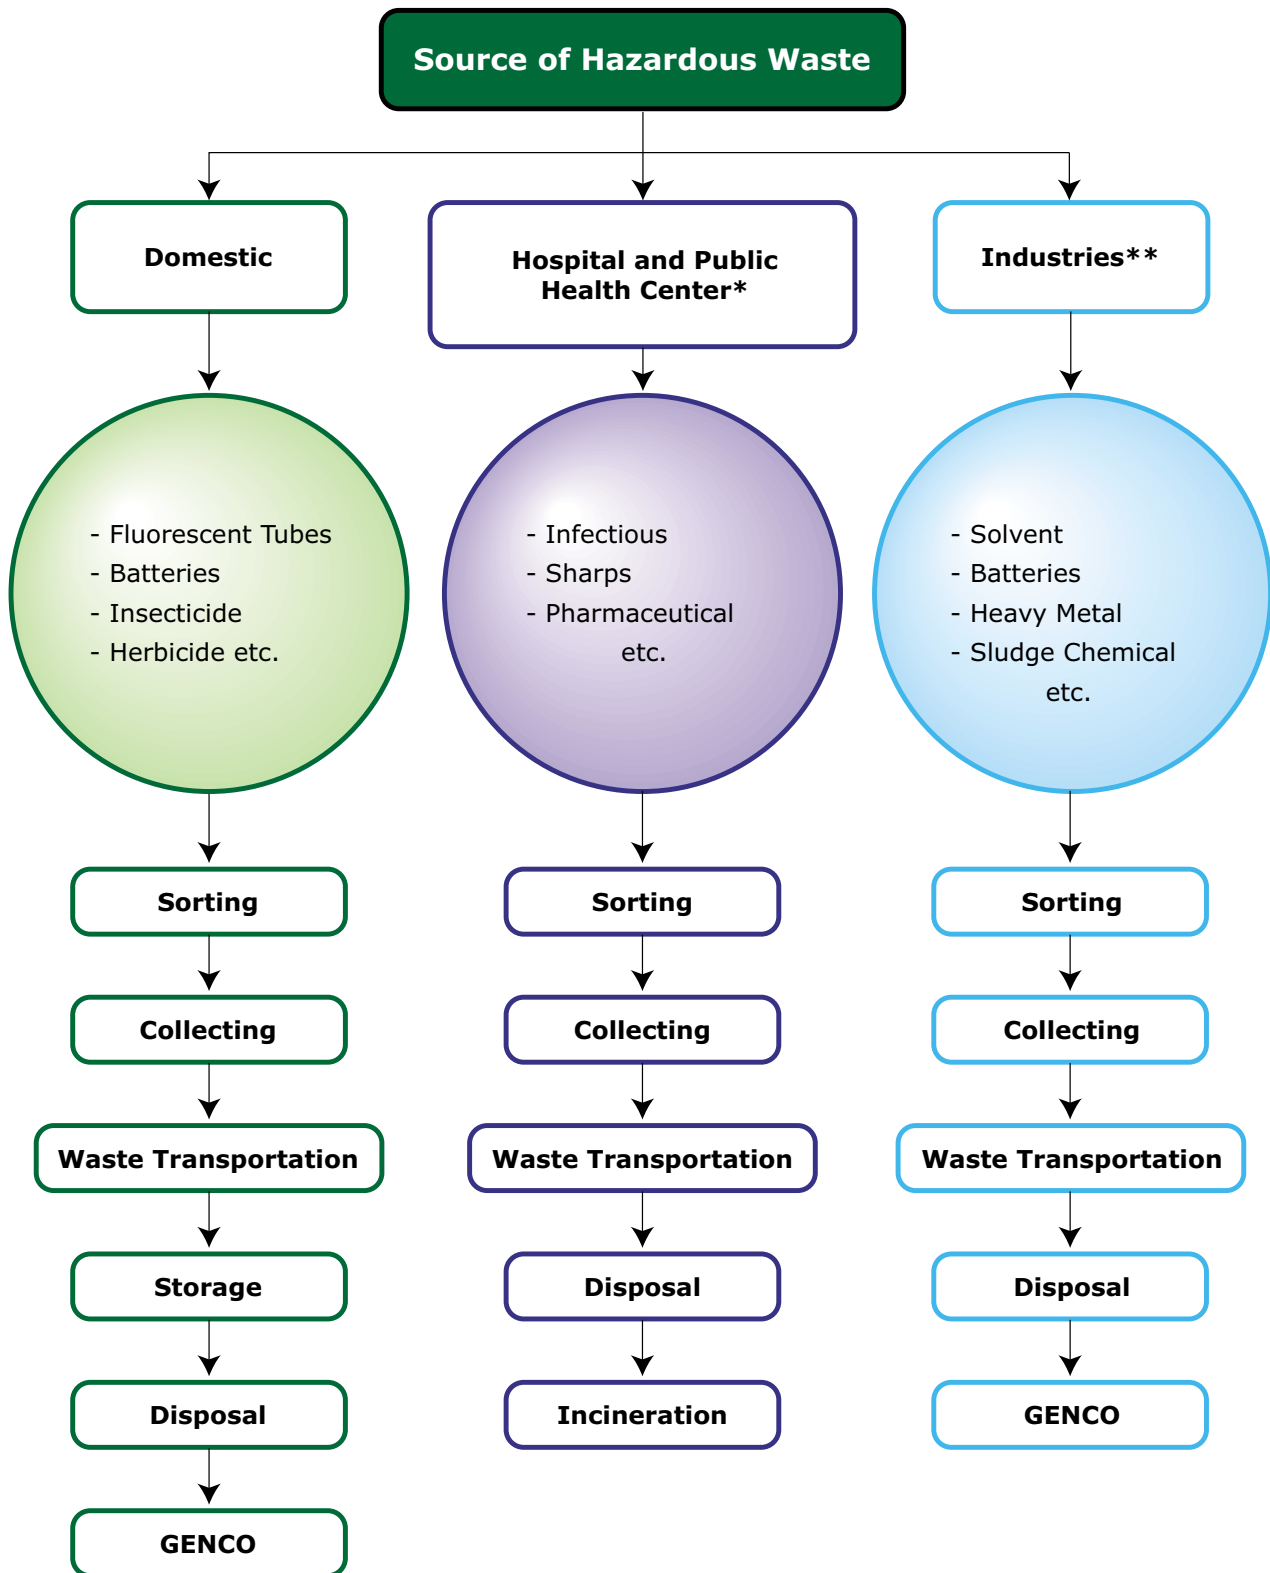 Source of Hazardous Waste
Domestic
Hospital and Public
Health Center*
Industries**
- Fluorescent Tubes
- Batteries
- Insecticide
- Herbicide etc.
- Infectious
- Sharps
- Pharmaceutical
etc.
- Solvent
- Batteries
- Heavy Metal
- Sludge Chemical
etc.
Sorting
Sorting
Sorting
Collecting
Collecting
Collecting
Waste Transportation
Waste Transportation
Waste Transportation
Storage
Disposal
Disposal
Disposal
Incineration
GENCO
GENCO